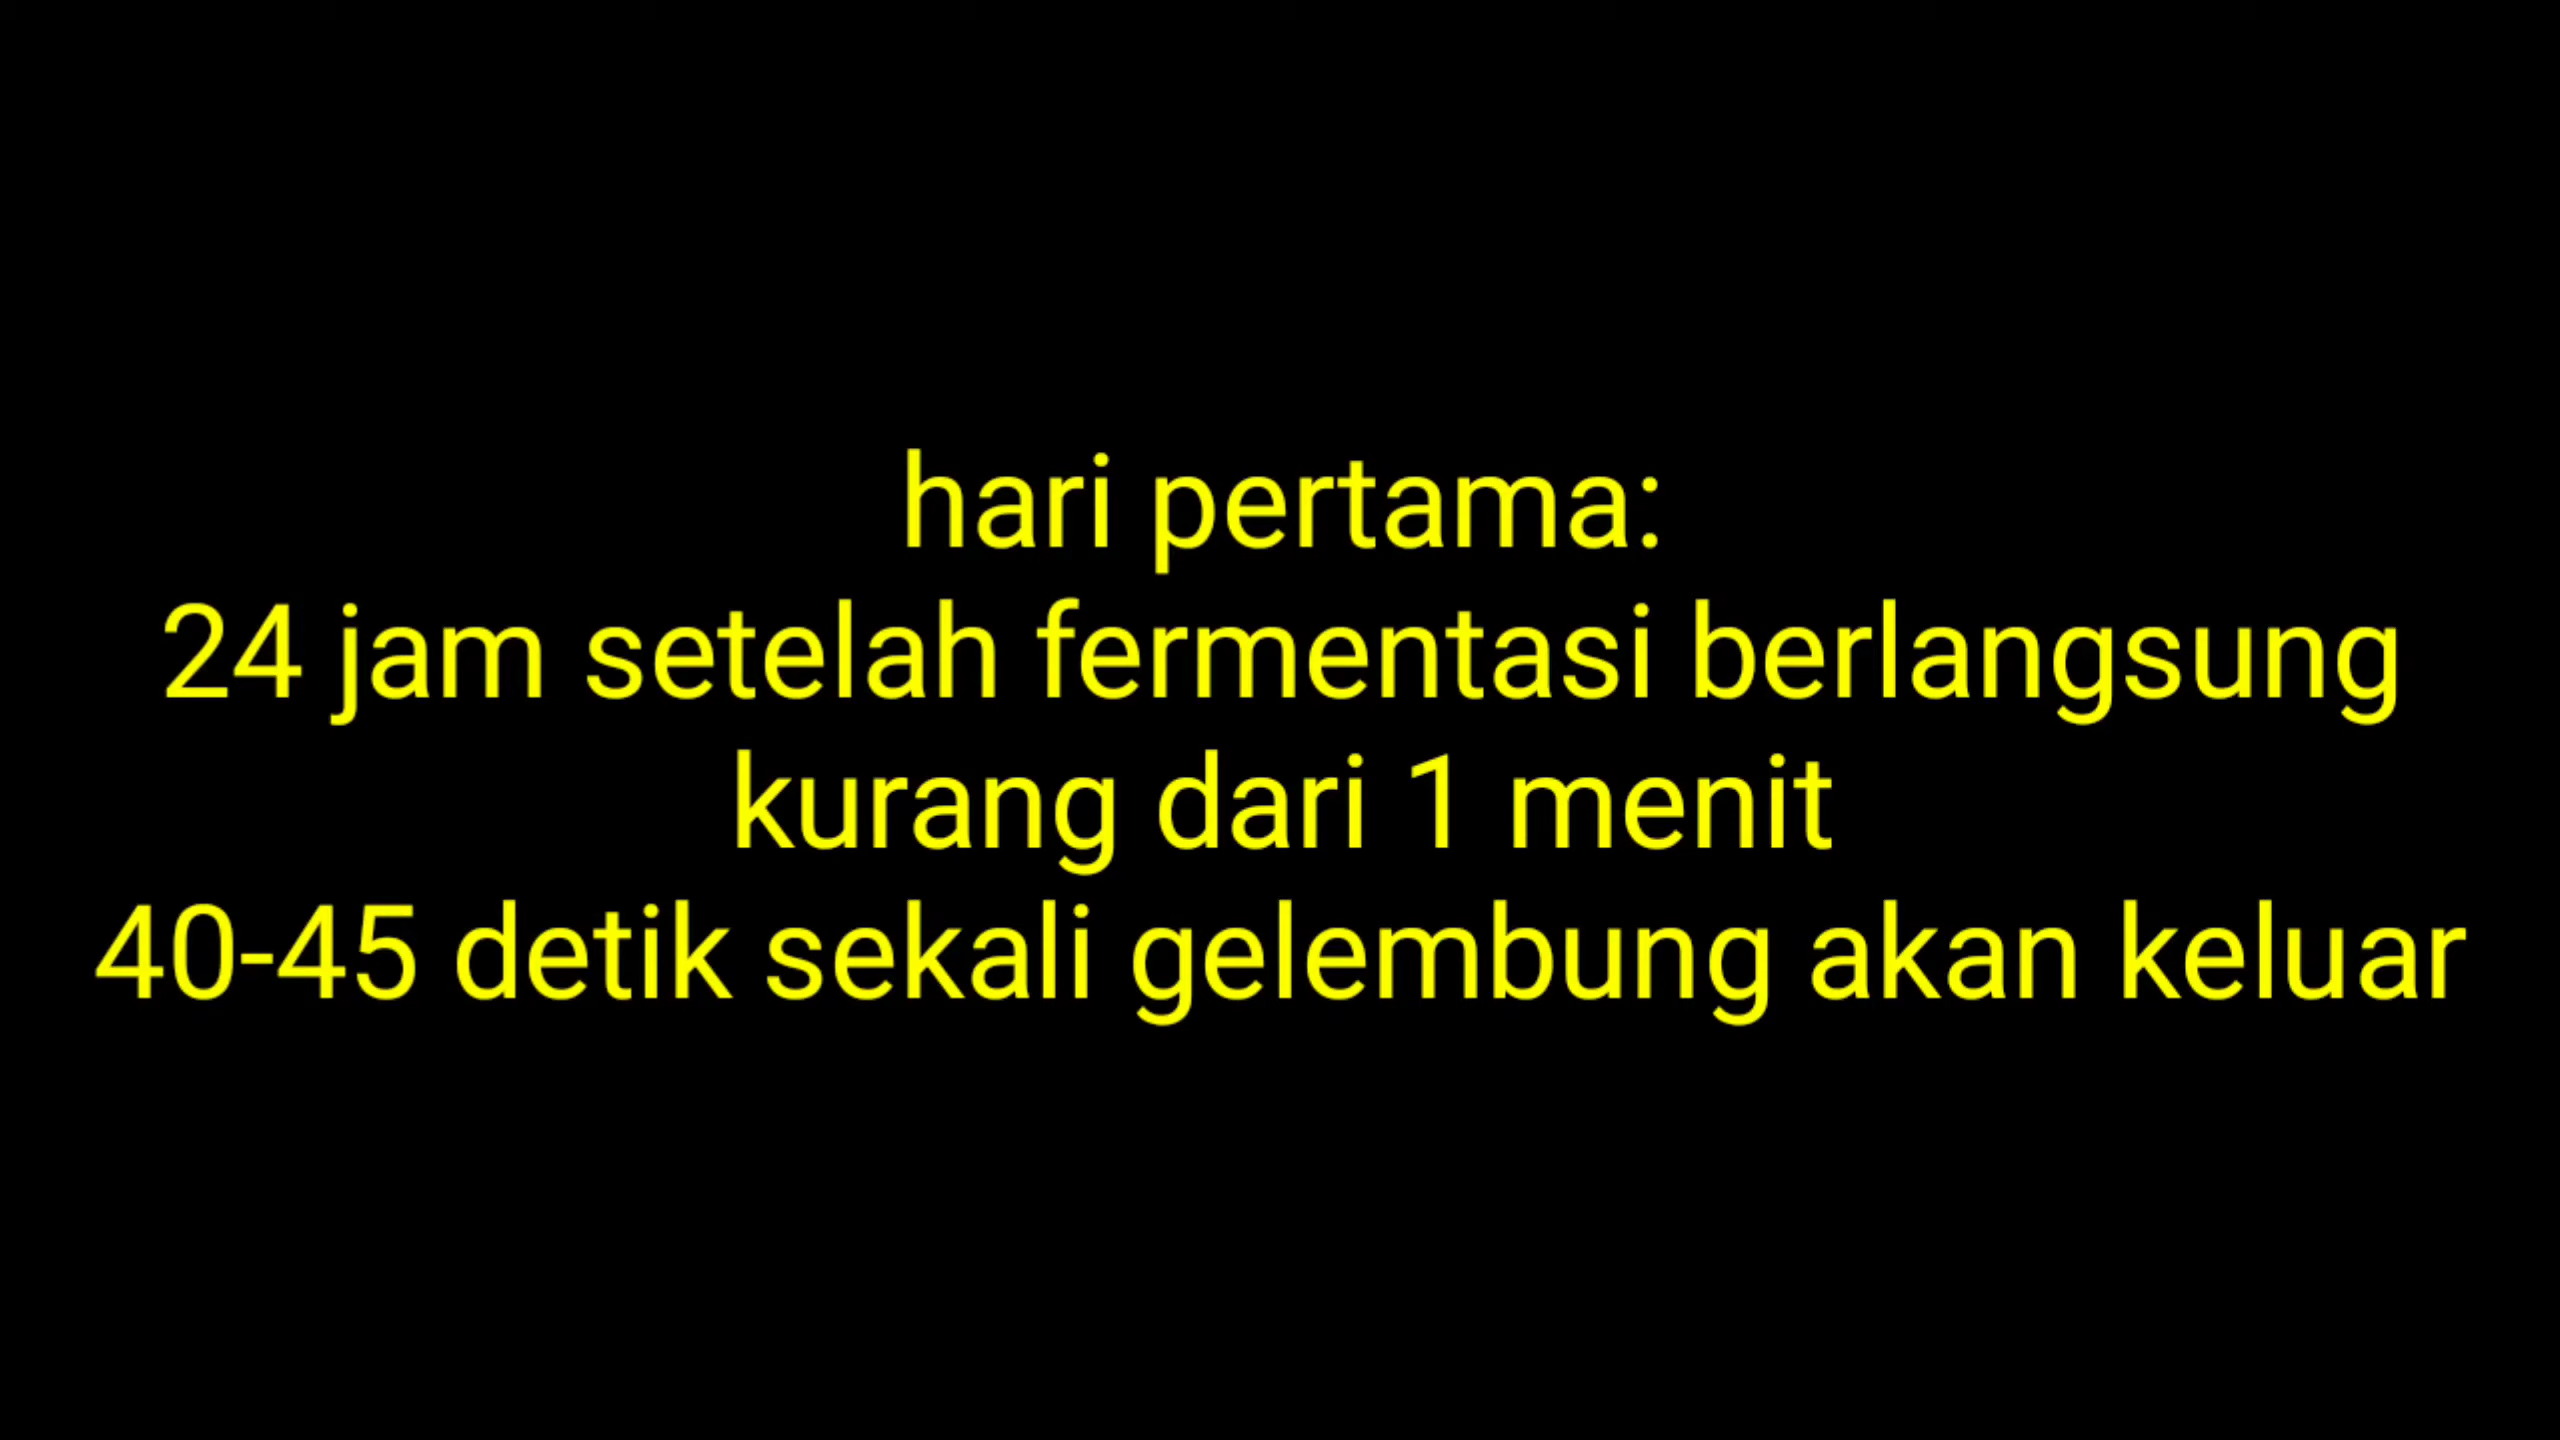 hari pertama:
24 jam setelah fermentasi berlangsung
kurang dari 1 menit
40-45 detik sekali gelembung akan keluar